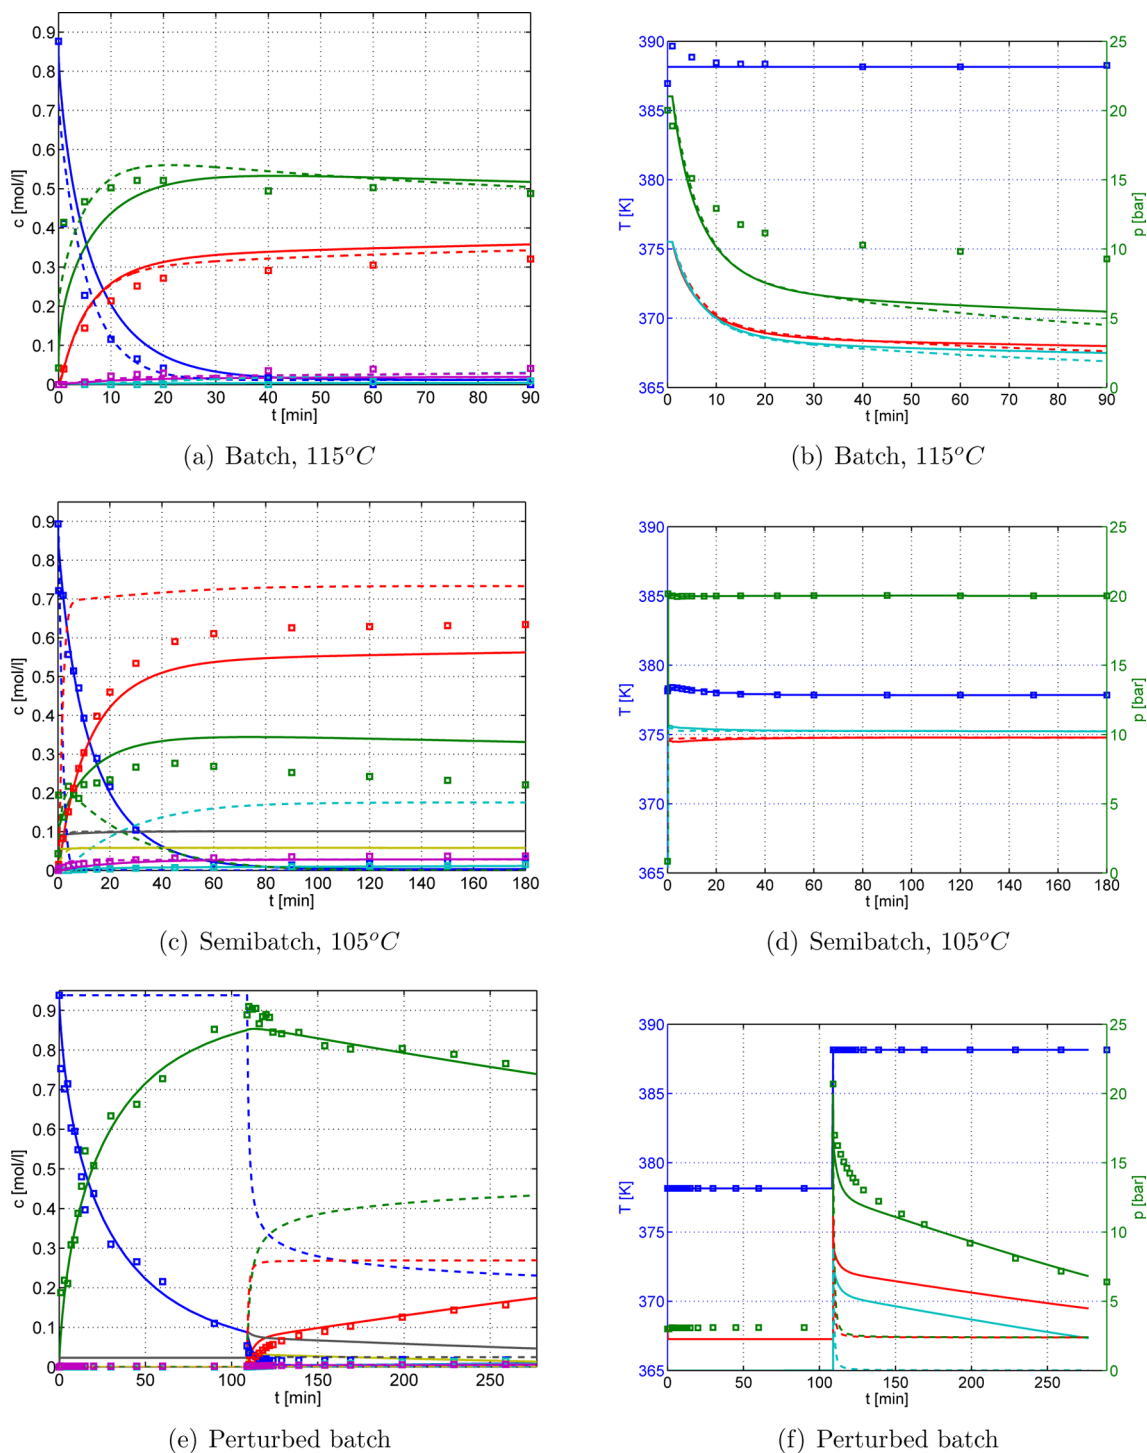 0.9
0.8
0.7
0.6
0.5
0.4
0.3
0.2
0.1
0
c [mol/l]
0 10 20 30 40 50 60 70 80 90
t [min]
(a) Batch, 115°C
390
385
380
375
370
365
T [K]
25
20
15
10
5
0
p [bar]
0 10 20 30 40 50 60 70 80 90
t [min]
(b) Batch, 115°C
0.9
0.8
0.7
0.6
0.5
0.4
0.3
0.2
0.1
0
c [mol/l]
0 20 40 60 80 100 120 140 160 180
t [min]
(c) Semibatch, 105°C
390
385
380
375
370
365
T [K]
25
20
15
10
5
0
p [bar]
0 20 40 60 80 100 120 140 160 180
t [min]
(d) Semibatch, 105°C
0.9
0.8
0.7
0.6
0.5
0.4
0.3
0.2
0.1
0
c [mol/l]
0 50 100 150 200 250
t [min]
(e) Perturbed batch
390
385
380
375
370
365
T [K]
25
20
15
10
5
0
p [bar]
0 50 100 150 200 250
t [min]
(f) Perturbed batch